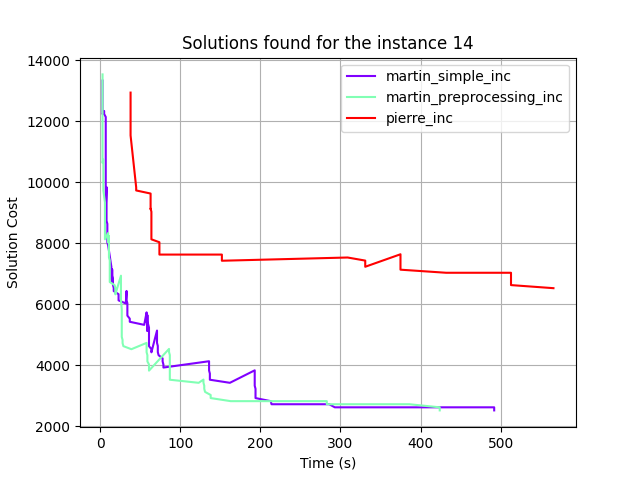 Solutions found for the instance 14
martin_simple_inc
martin_preprocessing_inc
pierre_inc
Solution Cost
14000
12000
10000
8000
6000
4000
2000
0 100 200 300 400 500
Time (s)